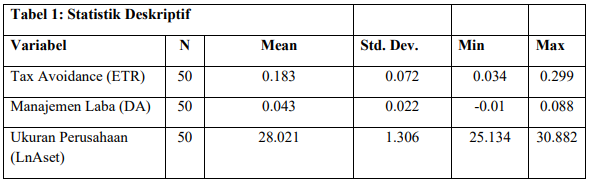 Tabel 1: Statistik Deskriptif
Variabel N Mean Std. Dev. Min Max
Tax Avoidance (ETR) 50 0.183 0.072 0.034 0.299
Manajemen Laba (DA) 50 0.043 0.022 -0.01 0.088
Ukuran Perusahaan 50 28.021 1.306 25.134 30.882
(LnAset)